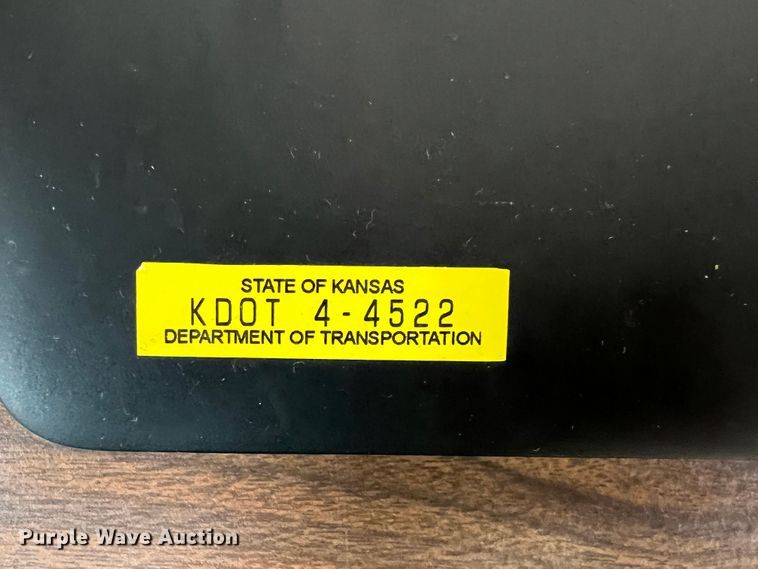 STATE OF KANSAS
KDOT 4-4522
DEPARTMENT OF TRANSPORTATION
Purple Wave Auction